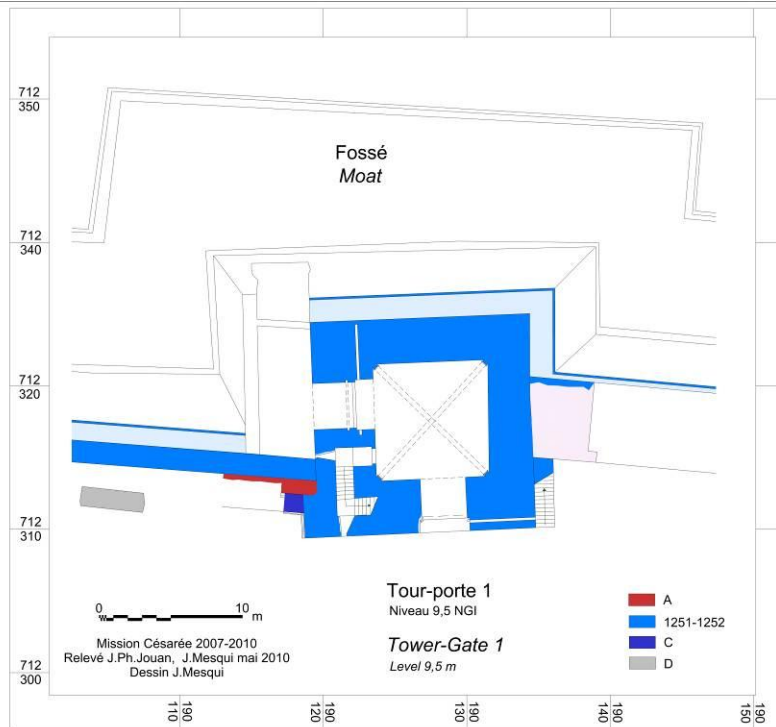 712
350
Fossé
Moat
712
340
712
320
712
310
Tour-porte 1
Niveau 9,5 NGI
0 10 m
Mission Césarée 2007-2010
Relevé J.Ph.Jouan, J.Mesqui mai 2010
Dessin J.Mesqui
Tower-Gate 1
Level 9,5 m
A
1251-1252
C
D
712
300
190
110
190
120
190
130
190
140
190
150